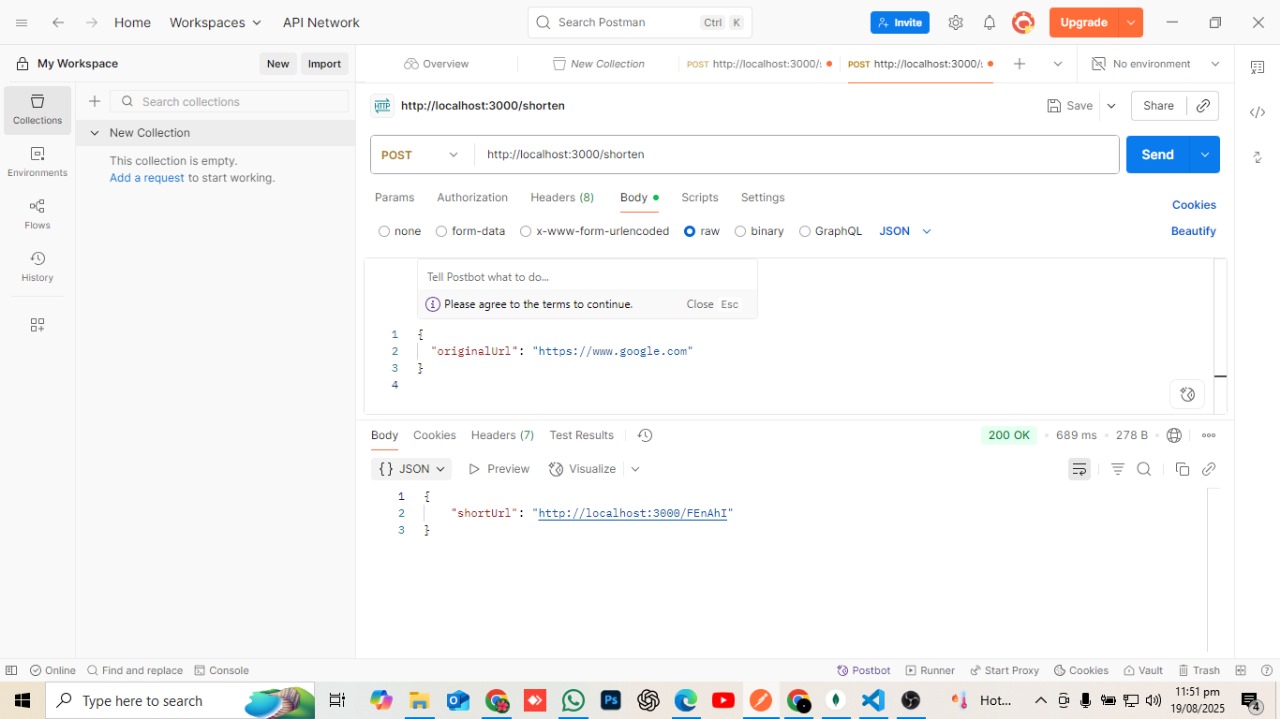 Home Workspaces API Network Search Postman Ctrl K Invite Upgrade
My Workspace New Import Overview New Collection POST http://localhost:3000/s POST http://localhost:3000/s No environment
Search collections
Collections
New Collection
This collection is empty.
Add a request to start working.
Environments
Flows
History
http://localhost:3000/shorten Save Share
POST http://localhost:3000/shorten Send
Params Authorization Headers (8) Body Scripts Settings Cookies
none form-data x-www-form-urlencoded raw binary GraphQL JSON Beautify
Tell Postbot what to do...
Please agree to the terms to continue. Close Esc
1 {
2 "originalUrl": "https://www.google.com"
3 }
4
Body Cookies Headers (7) Test Results 200 OK • 689 ms • 278 B
{} JSON Preview Visualize
1 {
2 "shortUrl": "http://localhost:3000/FEnAhI"
3 }
Online Find and replace Console Postbot Runner Start Proxy Cookies Vault Trash
Type here to search Ps Hot... 11:51 pm
19/08/2025 4